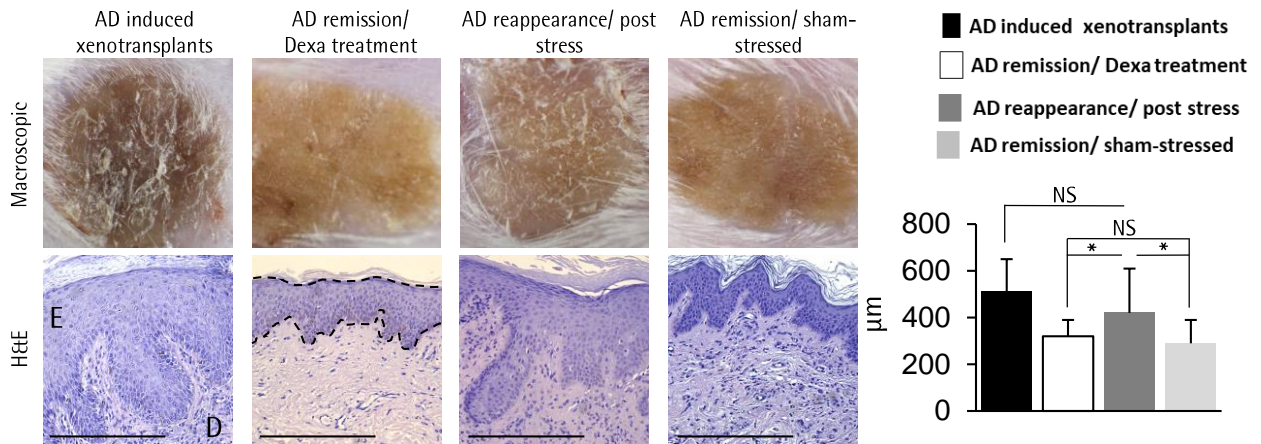 AD induced
xenotransplants
AD remission/
Dexa treatment
AD reappearance/ post
stress
AD remission/ sham-
stressed
Macroscopic
H&E
E
D
AD induced xenotransplants
AD remission/ Dexa treatment
AD reappearance/ post stress
AD remission/ sham-stressed
NS
NS
* *
800
600
400
200
0
µm